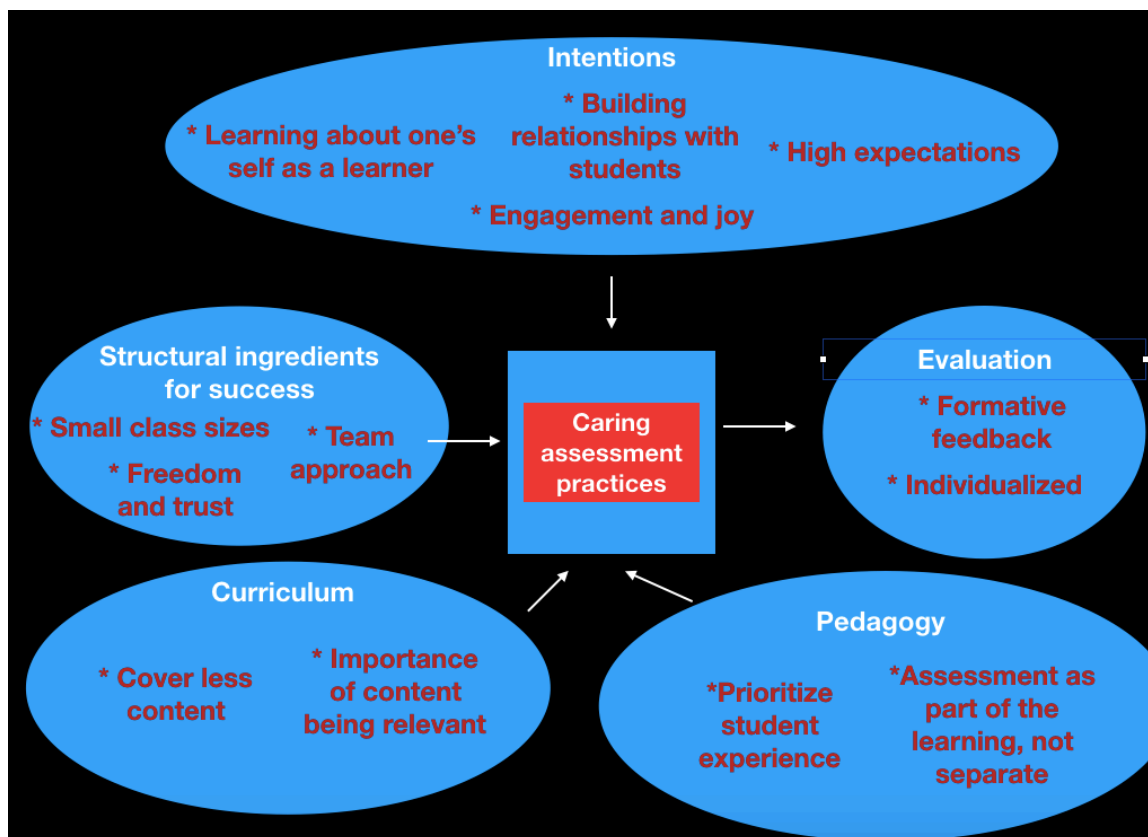 Intentions
* Learning about one's
self as a learner
* Building
relationships with
students
* High expectations
* Engagement and joy
Structural ingredients
for success
* Small class sizes
* Team
approach
* Freedom
and trust
Caring
assessment
practices
Evaluation
* Formative
feedback
* Individualized
Curriculum
* Cover less
content
* Importance
of content
being relevant
Pedagogy
*Prioritize
student
experience
*Assessment as
part of the
learning, not
separate